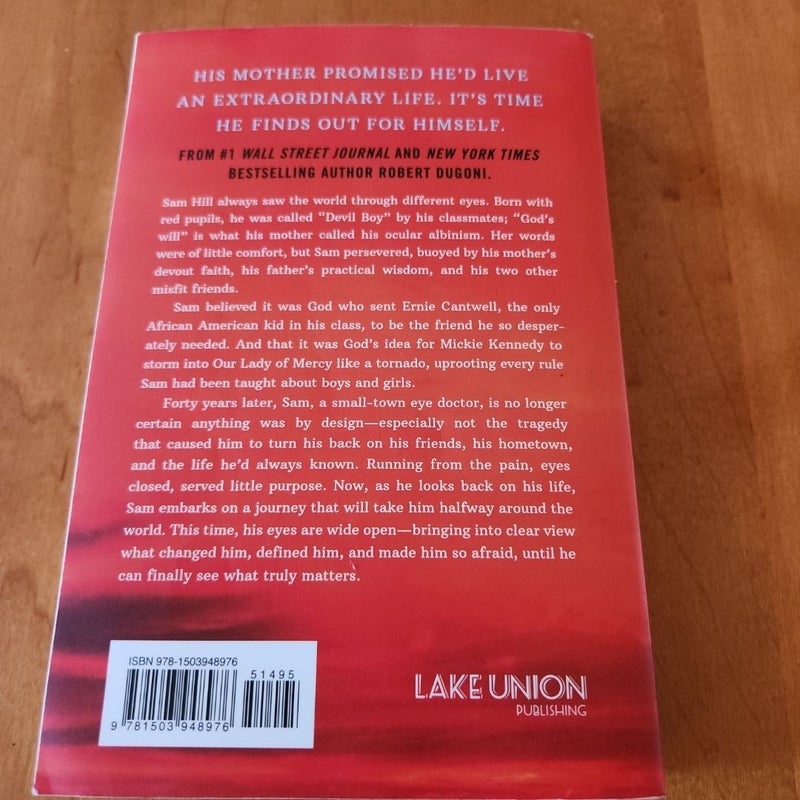 HIS MOTHER PROMISED HE'D LIVE
AN EXTRAORDINARY LIFE. IT'S TIME
HE FINDS OUT FOR HIMSELF.
FROM #1 WALL STREET JOURNAL AND NEW YORK TIMES
BESTSELLING AUTHOR ROBERT DUGONI.
Sam Hill always saw the world through different eyes. Born with
red pupils, he was called "Devil Boy" by his classmates; "God's
will" is what his mother called his ocular albinism. Her words
were of little comfort, but Sam persevered, buoyed by his mother's
devout faith, his father's practical wisdom, and his two other
misfit friends.
Sam believed it was God who sent Ernie Cantwell, the only
African American kid in his class, to be the friend he so desper-
ately needed. And that it was God's idea for Mickie Kennedy to
storm into Our Lady of Mercy like a tornado, uprooting every rule
Sam had been taught about boys and girls.
Forty years later, Sam, a small-town eye doctor, is no longer
certain anything was by design—especially not the tragedy
that caused him to turn his back on his friends, his hometown,
and the life he'd always known. Running from the pain, eyes
closed, served little purpose. Now, as he looks back on his life,
Sam embarks on a journey that will take him halfway around the
world. This time, his eyes are wide open—bringing into clear view
what changed him, defined him, and made him so afraid, until he
can finally see what truly matters.
ISBN 978-1503948976
51495
9 781503 948976
LAKE UNION
PUBLISHING